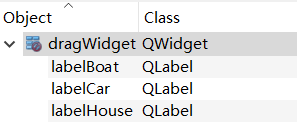 Object Class
dragWidget QWidget
labelBoat QLabel
labelCar QLabel
labelHouse QLabel